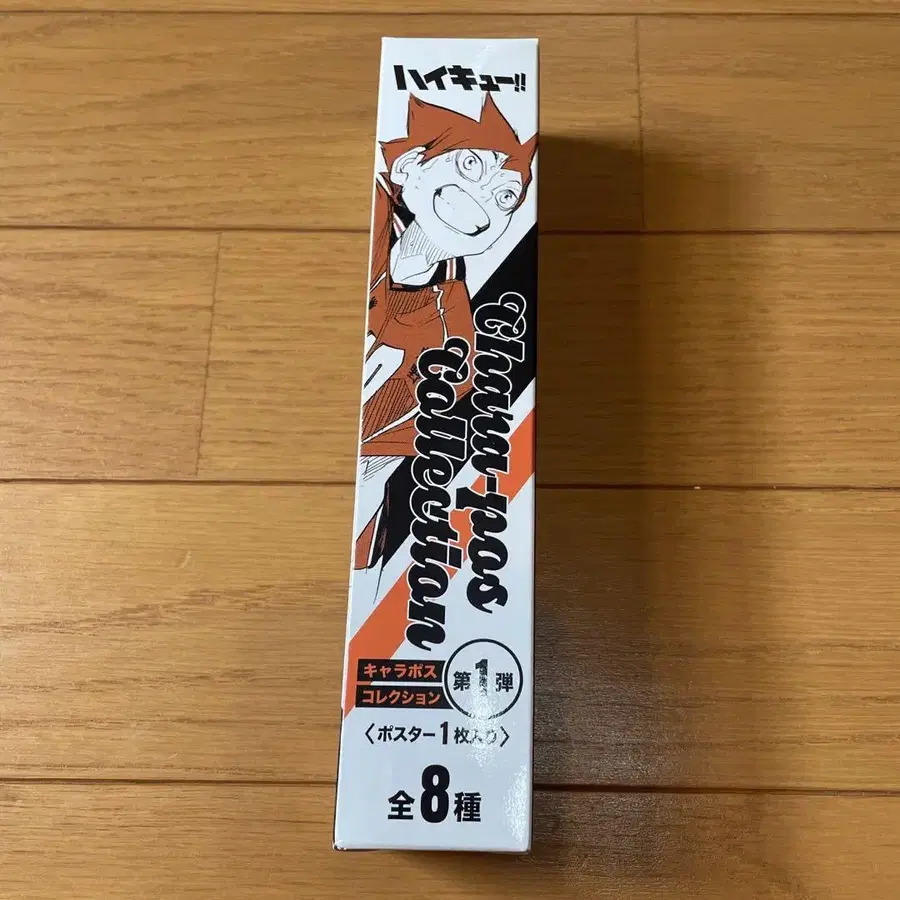 ハイキュー!!
Chara-pos
Collection
キャラポス
コレクション
第1弾
〈ポスター1枚入り〉
全8種